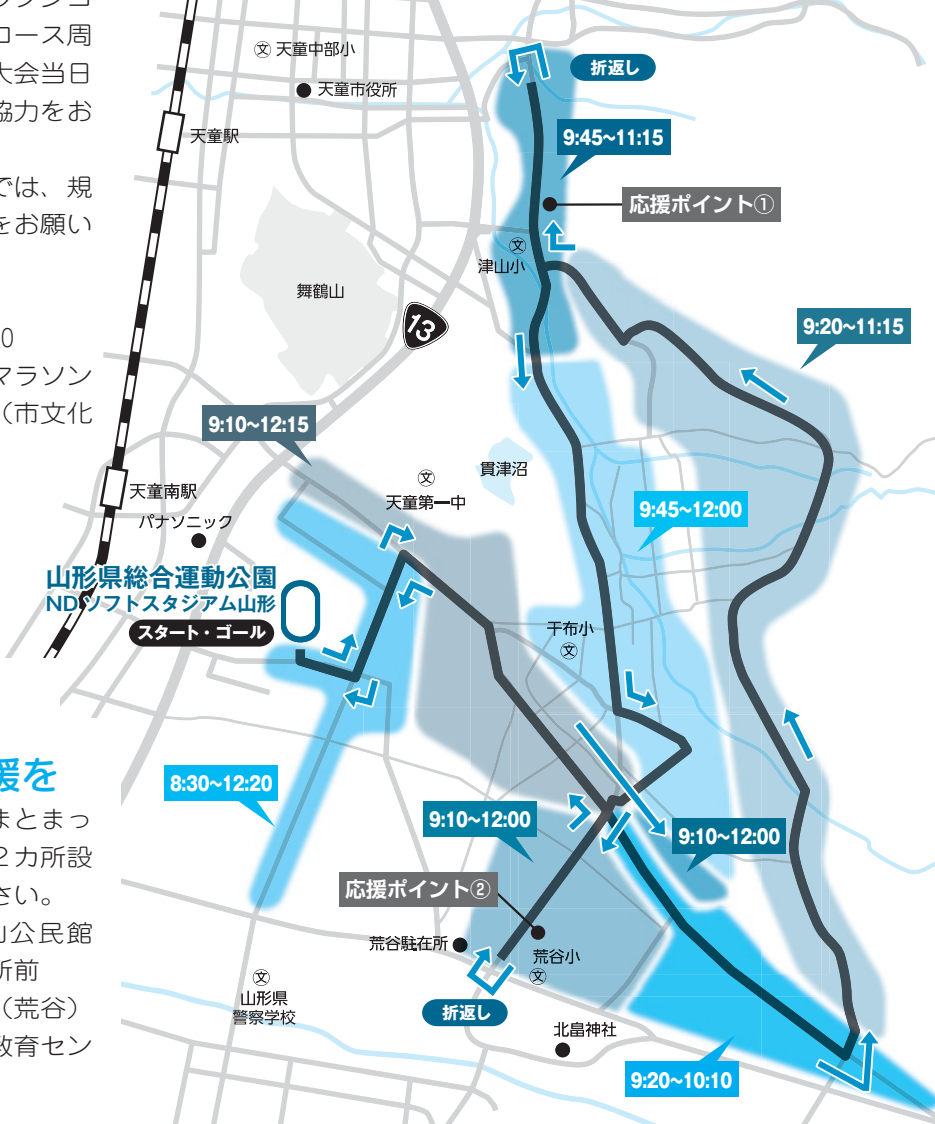 コース周
大会当日
協力をお
では、規
をお願い
0
マラソン
(市文化
援を
まとまっ
2カ所設
さい。
山公民館
所前
(荒谷)
教育セン
文 天童中部小
天童市役所
天童駅
折返し
9:45~11:15
応援ポイント①
文
津山小
舞鶴山
13
9:20~11:15
9:10~12:15
貫津沼
文
天童第一中
天童南駅
パナソニック
9:45~12:00
山形県総合運動公園
NDソフトスタジアム山形
スタート・ゴール
干布小
文
8:30~12:20
9:10~12:00
9:10~12:00
応援ポイント②
荒谷駐在所
荒谷小
文
文
山形県
警察学校
折返し
北畠神社
9:20~10:10